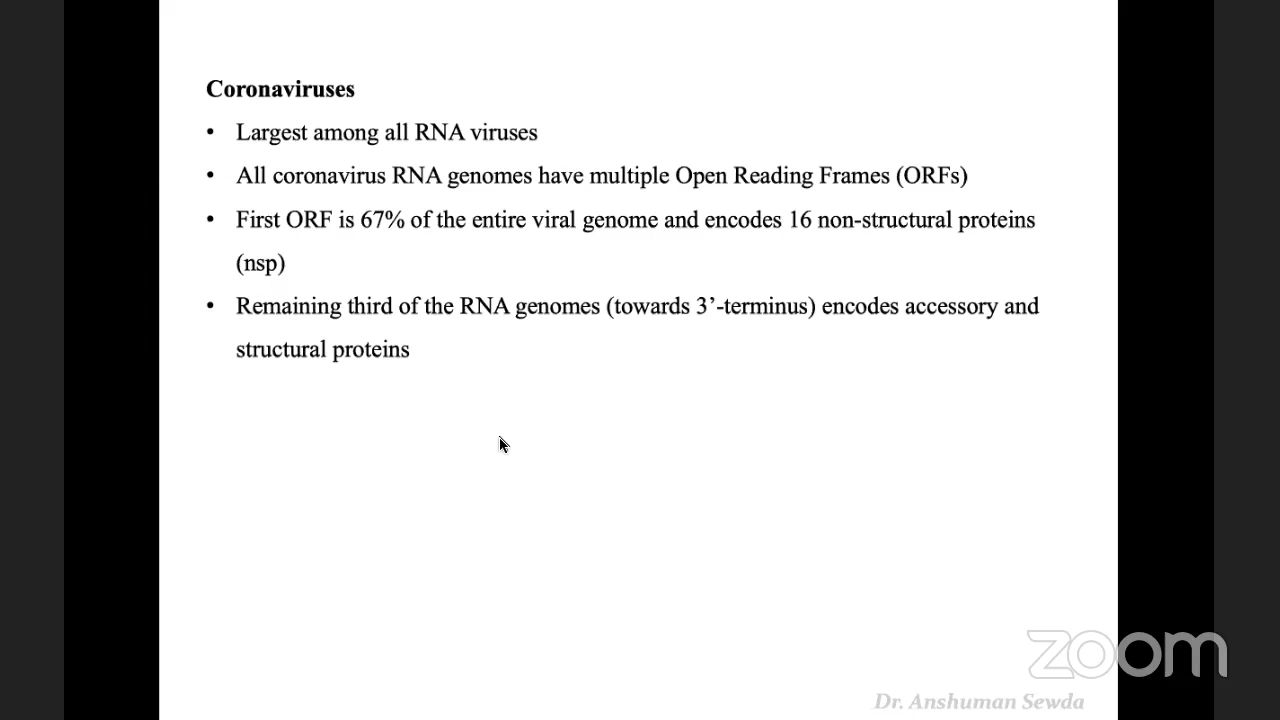 Coronaviruses
• Largest among all RNA viruses
• All coronavirus RNA genomes have multiple Open Reading Frames (ORFs)
• First ORF is 67% of the entire viral genome and encodes 16 non-structural proteins
(nsp)
• Remaining third of the RNA genomes (towards 3’-terminus) encodes accessory and
structural proteins
zoom
Dr. Anshuman Sewda